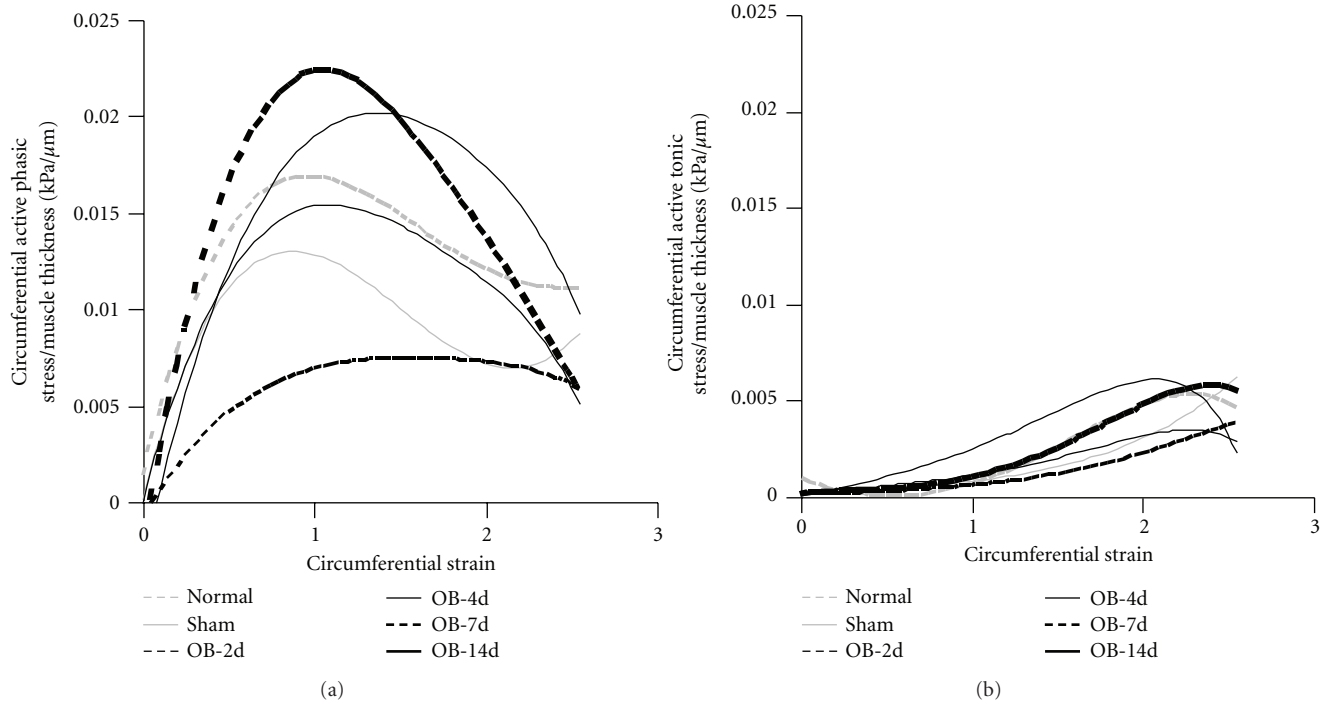 Circumferential active phasic
stress/muscle thickness (kPa/μm)
0.025
0.02
0.015
0.01
0.005
0
0 1 2 3
Circumferential strain
Normal
Sham
OB-2d
OB-4d
OB-7d
OB-14d
(a)
Circumferential active tonic
stress/muscle thickness (kPa/μm)
0.025
0.02
0.015
0.01
0.005
0
0 1 2 3
Circumferential strain
Normal
Sham
OB-2d
OB-4d
OB-7d
OB-14d
(b)